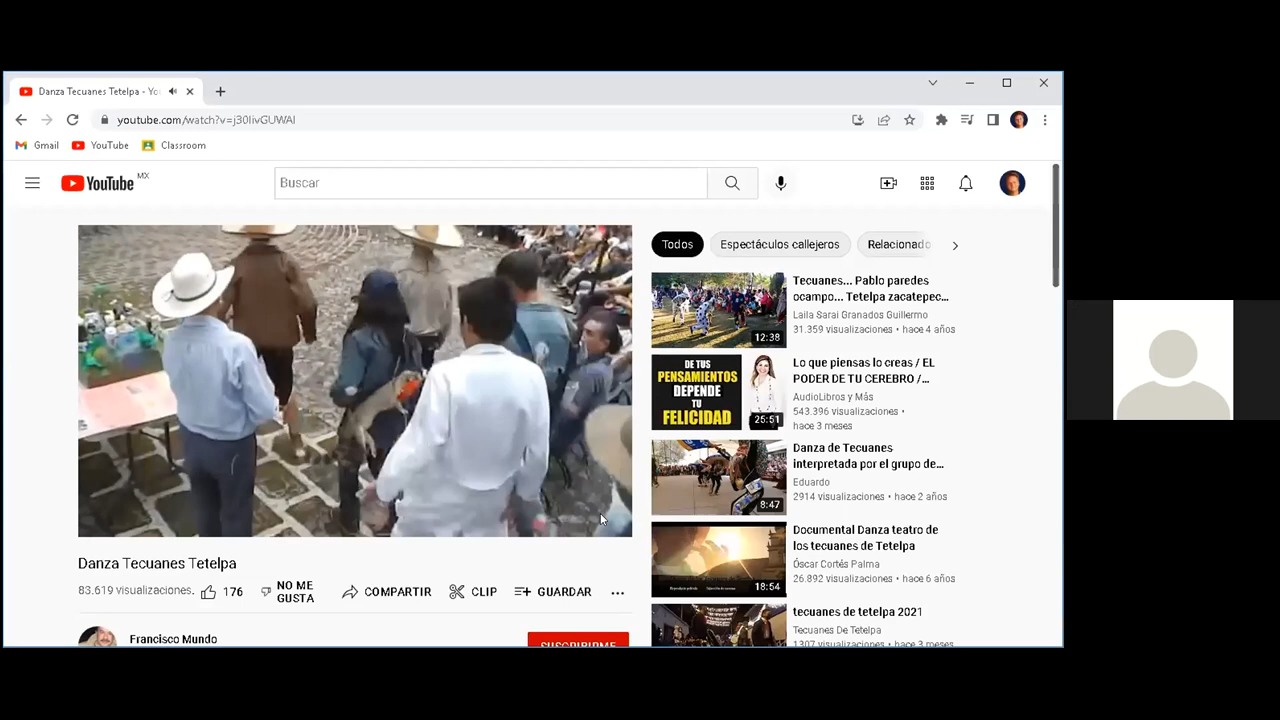 Danza Tecuanes Tetelpa - Yo
youtube.com/watch?v=j30IivGUWAI
Gmail
YouTube
Classroom
YouTube MX
Buscar
Todos
Espectáculos callejeros
Relacionado
Tecuanes... Pablo paredes
ocampo... Tetelpa zacatepec...
Laila Sarai Granados Guillermo
31.359 visualizaciones • hace 4 años
12:38
DE TUS
PENSAMIENTOS
DEPENDE
TU
FELICIDAD
25:51
Lo que piensas lo creas / EL
PODER DE TU CEREBRO /...
AudioLibros y Más
543.396 visualizaciones •
hace 3 meses
Danza de Tecuanes
interpretada por el grupo de...
Eduardo
2914 visualizaciones • hace 2 años
8:47
Documental Danza teatro de
los tecuanes de Tetelpa
Óscar Cortés Palma
26.892 visualizaciones • hace 6 años
18:54
tecuanes de tetelpa 2021
Tecuanes De Tetelpa
1307 visualizaciones • hace 3 meses
Danza Tecuanes Tetelpa
83.619 visualizaciones.
176
NO ME
GUSTA
COMPARTIR
CLIP
GUARDAR
Francisco Mundo
SUSCRIBIRME